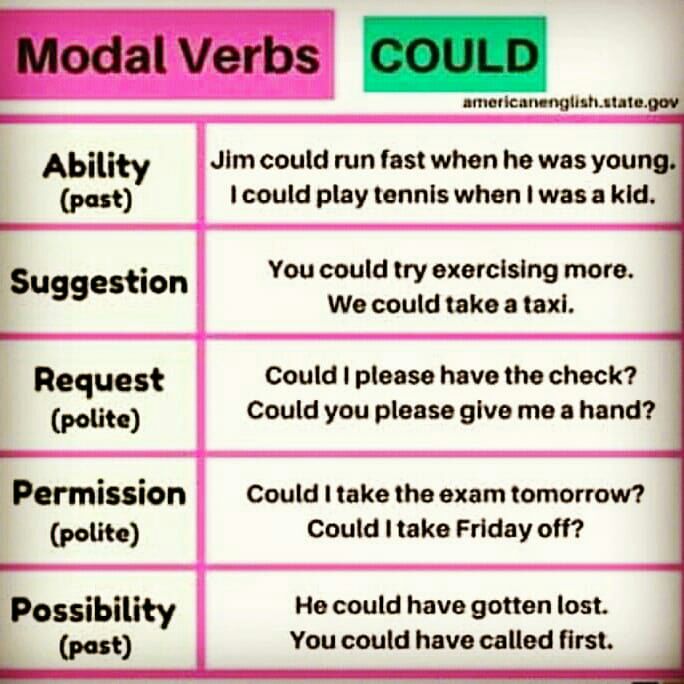 Modal Verbs COULD
americanenglish.state.gov
Ability
(past)
Jim could run fast when he was young.
I could play tennis when I was a kid.
Suggestion
You could try exercising more.
We could take a taxi.
Request
(polite)
Could I please have the check?
Could you please give me a hand?
Permission
(polite)
Could I take the exam tomorrow?
Could I take Friday off?
Possibility
(past)
He could have gotten lost.
You could have called first.